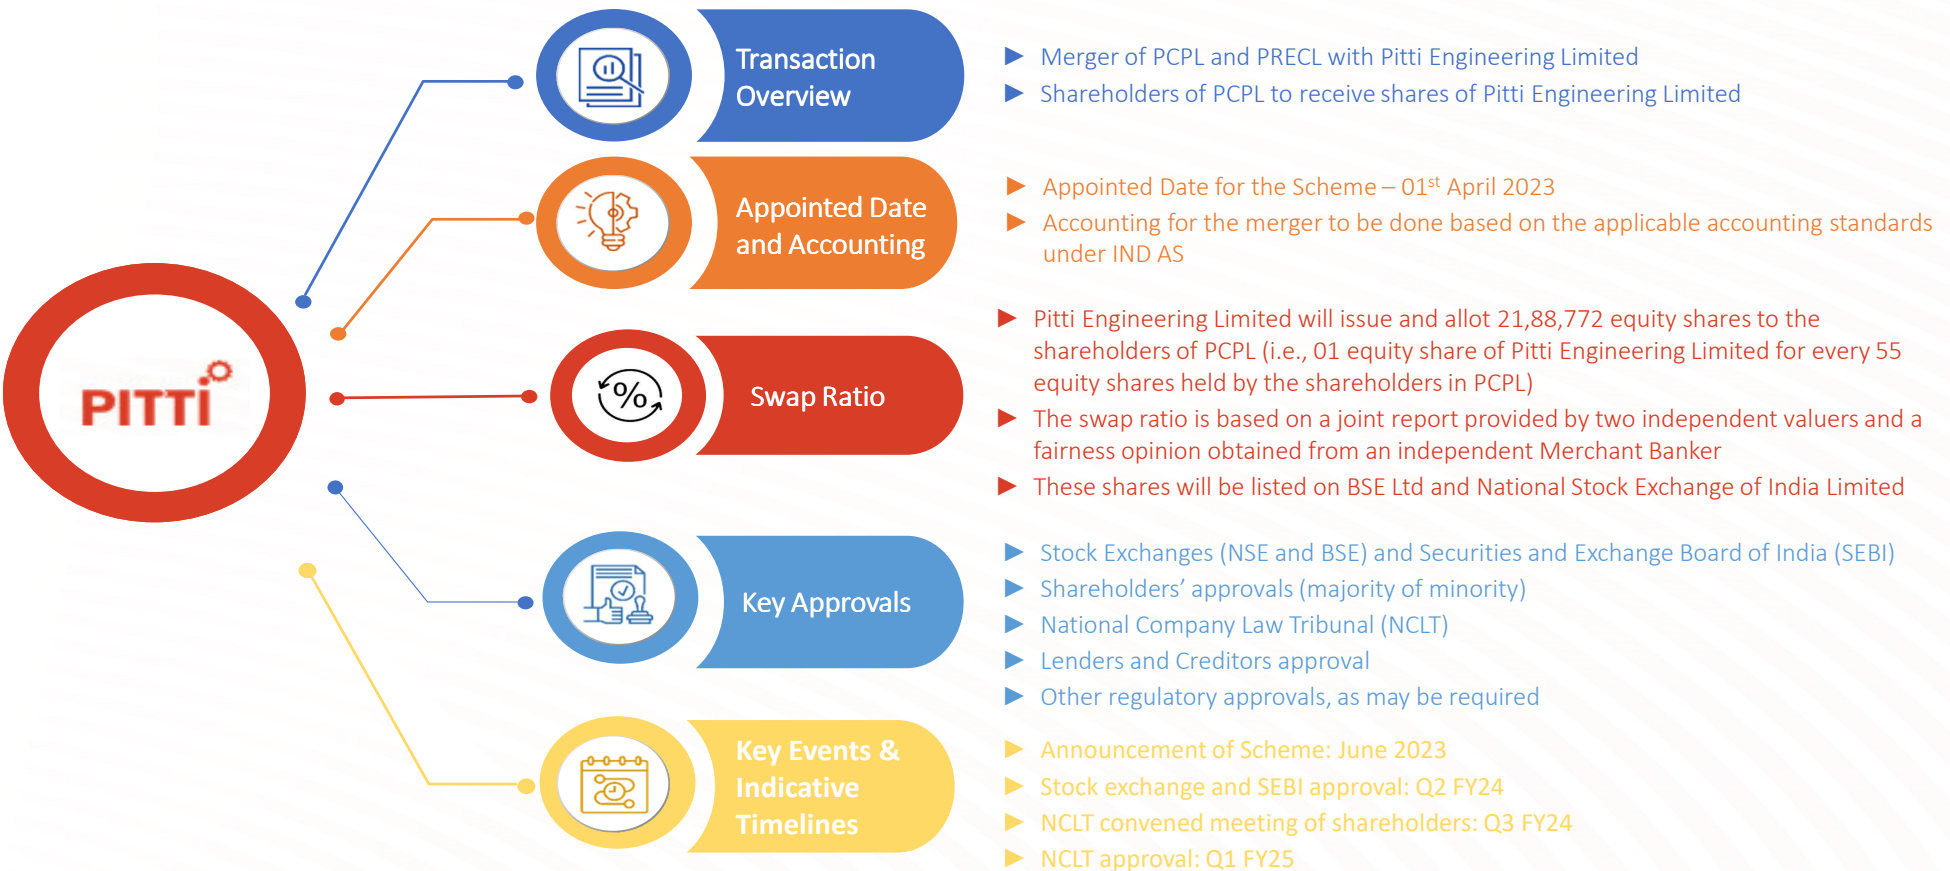 PITTI
Transaction
Overview
Merger of PCPL and PRECL with Pitti Engineering Limited
Shareholders of PCPL to receive shares of Pitti Engineering Limited
Appointed Date
and Accounting
Appointed Date for the Scheme – 01st April 2023
Accounting for the merger to be done based on the applicable accounting standards
under IND AS
%
Swap Ratio
Pitti Engineering Limited will issue and allot 21,88,772 equity shares to the
shareholders of PCPL (i.e., 01 equity share of Pitti Engineering Limited for every 55
equity shares held by the shareholders in PCPL)
The swap ratio is based on a joint report provided by two independent valuers and a
fairness opinion obtained from an independent Merchant Banker
These shares will be listed on BSE Ltd and National Stock Exchange of India Limited
Key Approvals
Stock Exchanges (NSE and BSE) and Securities and Exchange Board of India (SEBI)
Shareholders’ approvals (majority of minority)
National Company Law Tribunal (NCLT)
Lenders and Creditors approval
Other regulatory approvals, as may be required
Key Events &
Indicative
Timelines
Announcement of Scheme: June 2023
Stock exchange and SEBI approval: Q2 FY24
NCLT convened meeting of shareholders: Q3 FY24
NCLT approval: Q1 FY25